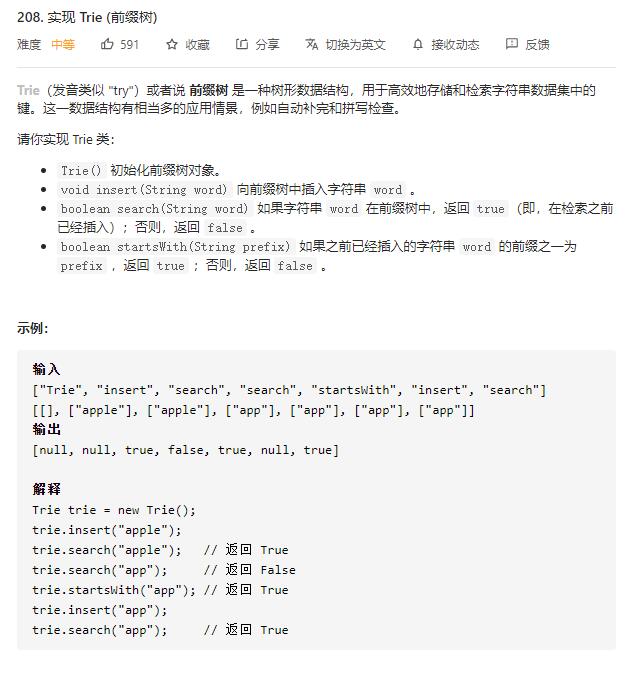 208. 实现 Trie (前缀树)
难度 中等 591 收藏 分享 切换为英文 接收动态 反馈
Trie（发音类似 "try"）或者说 前缀树 是一种树形数据结构，用于高效地存储和检索字符串数据集中的
键。这一数据结构有相当多的应用情景，例如自动补完和拼写检查。
请你实现 Trie 类：
• Trie() 初始化前缀树对象。
• void insert(String word) 向前缀树中插入字符串 word 。
• boolean search(String word) 如果字符串 word 在前缀树中，返回 true（即，在检索之前
已经插入）；否则，返回 false 。
• boolean startsWith(String prefix) 如果之前已经插入的字符串 word 的前缀之一为
prefix ，返回 true ；否则，返回 false 。
示例：
输入
["Trie", "insert", "search", "search", "startsWith", "insert", "search"]
[[], ["apple"], ["apple"], ["app"], ["app"], ["app"], ["app"]]
输出
[null, null, true, false, true, null, true]
解释
Trie trie = new Trie();
trie.insert("apple");
trie.search("apple");   // 返回 True
trie.search("app");     // 返回 False
trie.startsWith("app"); // 返回 True
trie.insert("app");
trie.search("app");     // 返回 True